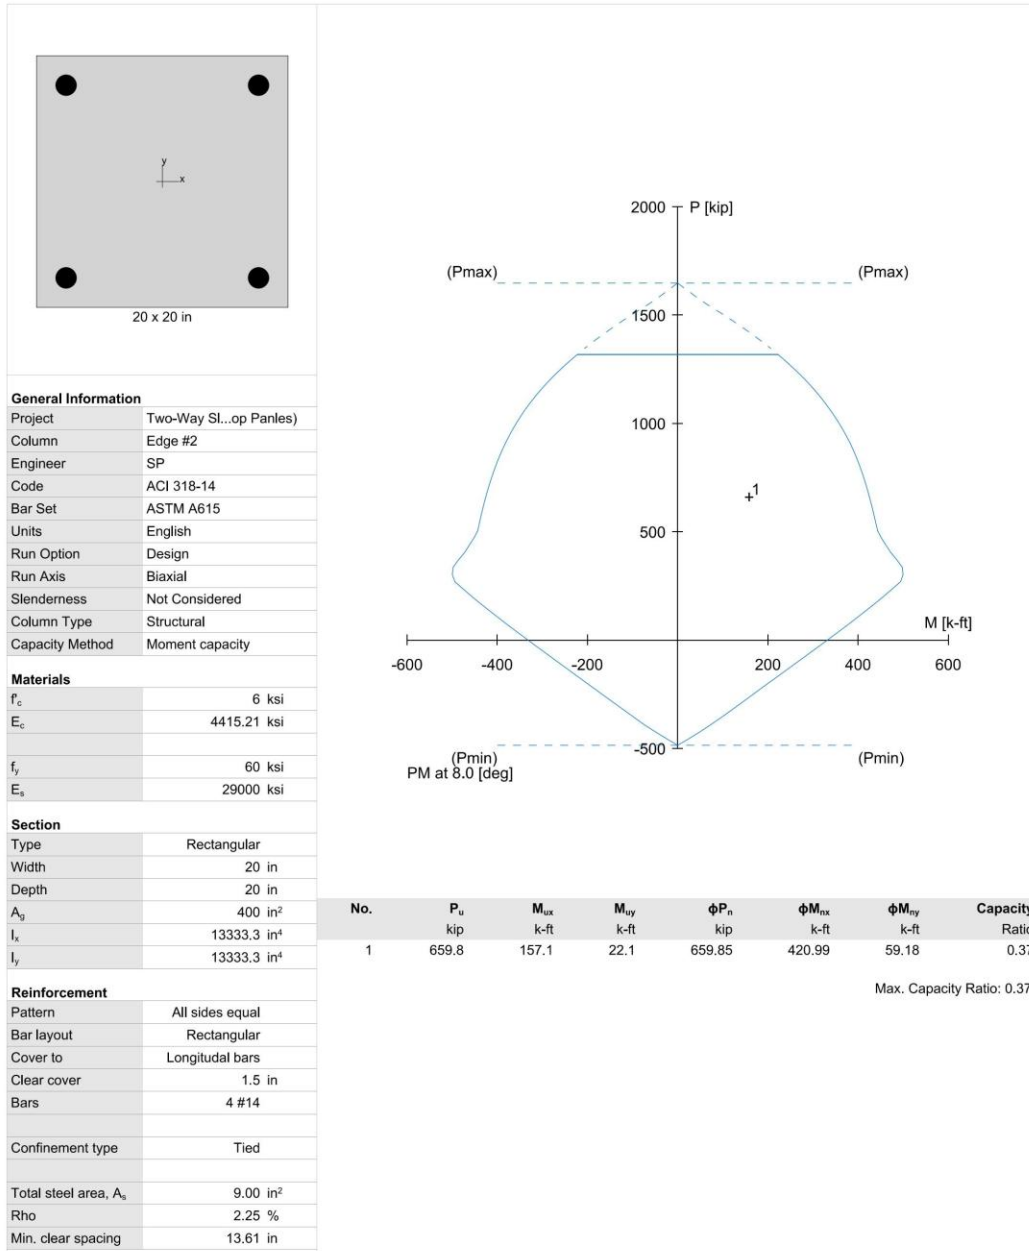 y
x
20 x 20 in
General Information
Project Two-Way Sl...op Panles)
Column Edge #2
Engineer SP
Code ACI 318-14
Bar Set ASTM A615
Units English
Run Option Design
Run Axis Biaxial
Slenderness Not Considered
Column Type Structural
Capacity Method Moment capacity
Materials
f'c 6 ksi
Ec 4415.21 ksi
fy 60 ksi
Es 29000 ksi
Section
Type Rectangular
Width 20 in
Depth 20 in
Ag 400 in²
Ix 13333.3 in⁴
Iy 13333.3 in⁴
Reinforcement
Pattern All sides equal
Bar layout Rectangular
Cover to Longitudal bars
Clear cover 1.5 in
Bars 4 #14
Confinement type Tied
Total steel area, As 9.00 in²
Rho 2.25 %
Min. clear spacing 13.61 in
2000 P [kip]
(Pmax) (Pmax)
1500
1000
1
500
M [k-ft]
-600 -400 -200 200 400 600
-500
(Pmin) (Pmin)
PM at 8.0 [deg]
No. Pu Mux Muy ϕPn ϕMnx ϕMny Capacity
kip k-ft k-ft kip k-ft k-ft Ratio
1 659.8 157.1 22.1 659.85 420.99 59.18 0.37
Max. Capacity Ratio: 0.37